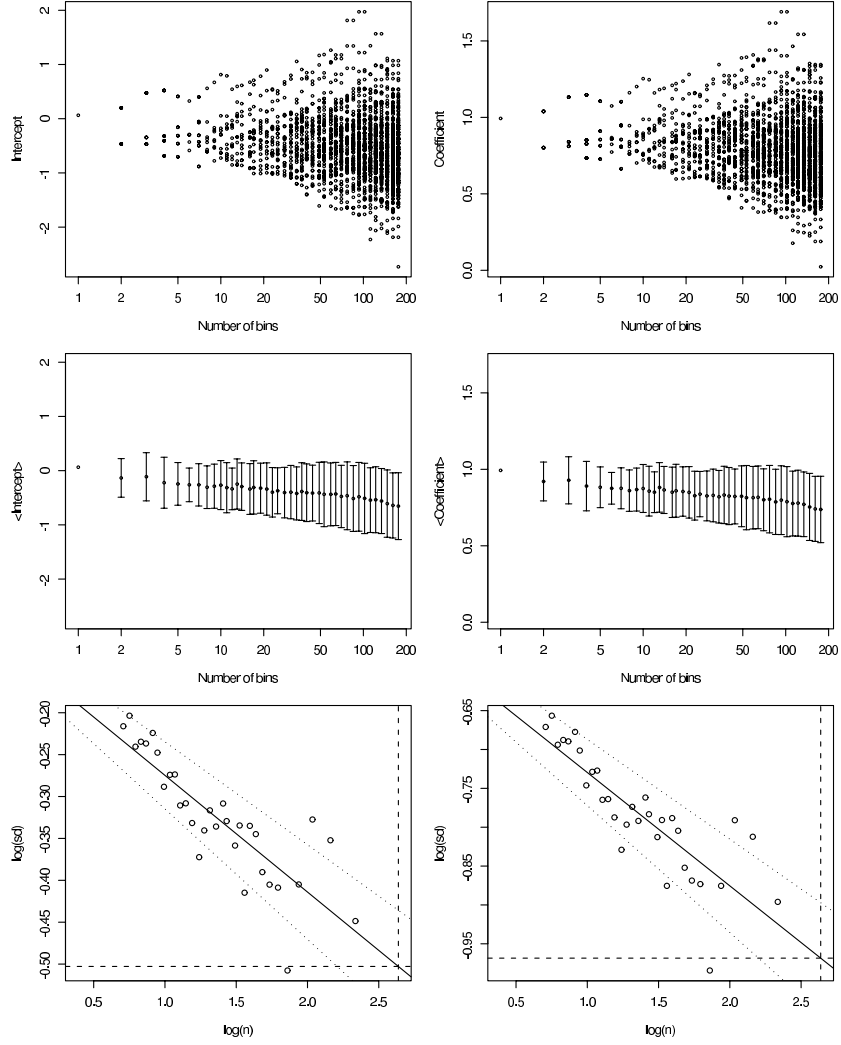 2
1
0
-1
-2
Intercept
1 2 5 10 20 50 100 200
Number of bins
1.5
1.0
0.5
0.0
Coefficient
1 2 5 10 20 50 100 200
Number of bins
2
1
0
-1
-2
<Intercept>
1 2 5 10 20 50 100 200
Number of bins
1.5
1.0
0.5
0.0
<Coefficient>
1 2 5 10 20 50 100 200
Number of bins
-0.20
-0.25
-0.30
-0.35
-0.40
-0.45
-0.50
log(sd)
0.5 1.0 1.5 2.0 2.5
log(n)
-0.65
-0.75
-0.85
-0.95
log(sd)
0.5 1.0 1.5 2.0 2.5
log(n)